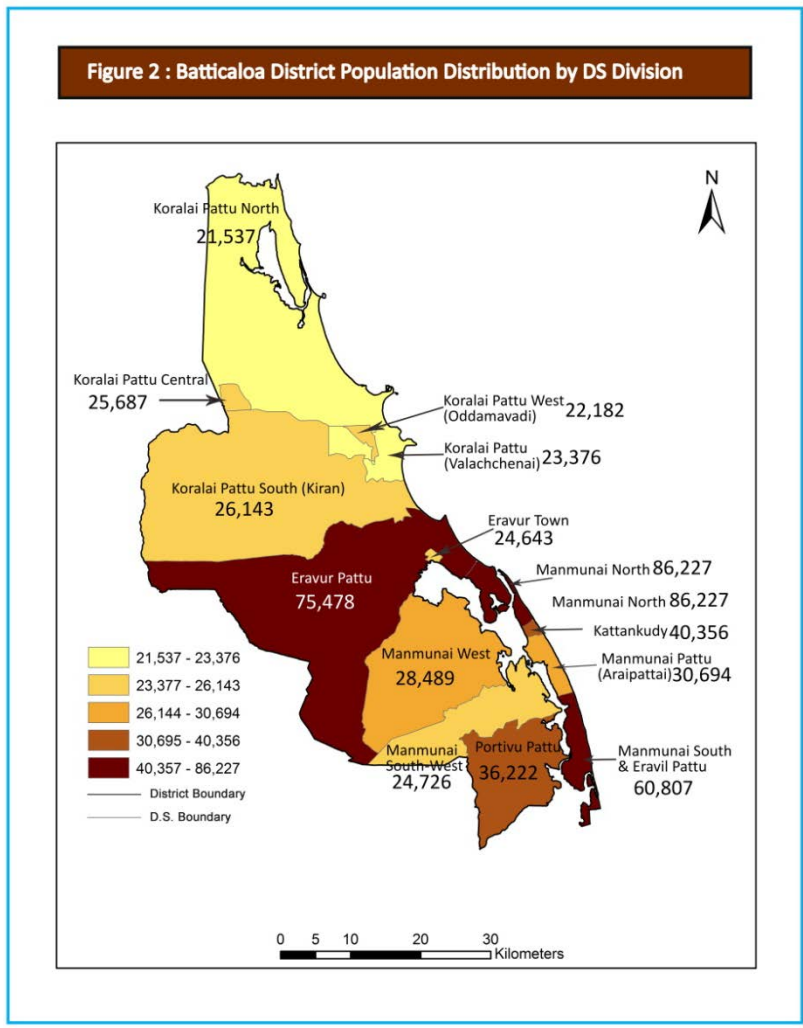 Figure 2 : Batticaloa District Population Distribution by DS Division
N
Koralai Pattu North
21,537
Koralai Pattu Central
25,687
Koralai Pattu West
(Oddamavadi) 22,182
Koralai Pattu
(Valachchenai) 23,376
Koralai Pattu South (Kiran)
26,143
Eravur Town
24,643
Eravur Pattu
75,478
Manmunai North 86,227
Manmunai North 86,227
Kattankudy 40,356
Manmunai Pattu
(Araipattai) 30,694
Manmunai West
28,489
Manmunai
South-West
24,726
Portivu Pattu
36,222
Manmunai South
& Eravil Pattu
60,807
21,537 - 23,376
23,377 - 26,143
26,144 - 30,694
30,695 - 40,356
40,357 - 86,227
District Boundary
D.S. Boundary
0 5 10 20 30
Kilometers